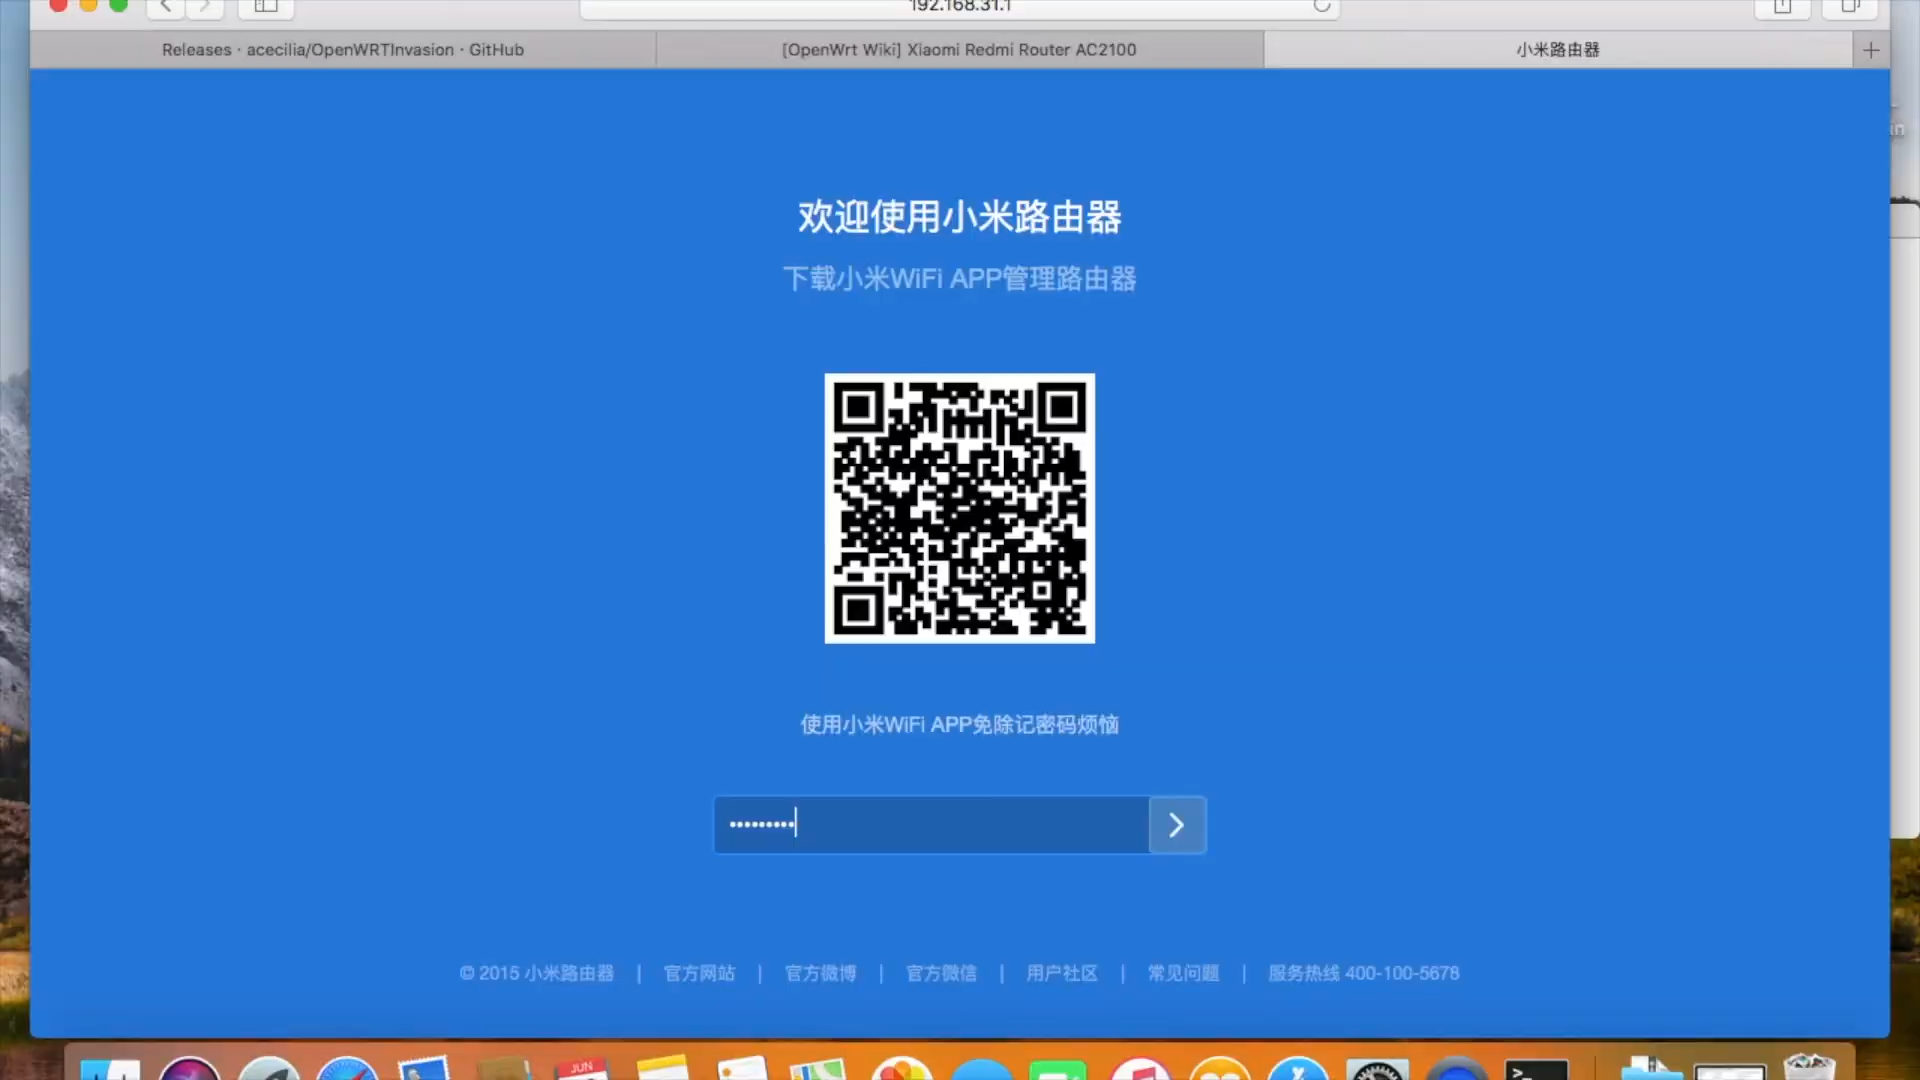 192.168.31.1
Releases · acecilia/OpenWRTInvasion · GitHub
[OpenWrt Wiki] Xiaomi Redmi Router AC2100
小米路由器
欢迎使用小米路由器
下载小米WiFi APP管理路由器
使用小米WiFi APP免除记密码烦恼
© 2015 小米路由器 | 官方网站 | 官方微博 | 官方微信 | 用户社区 | 常见问题 | 服务热线 400-100-5678
JUN